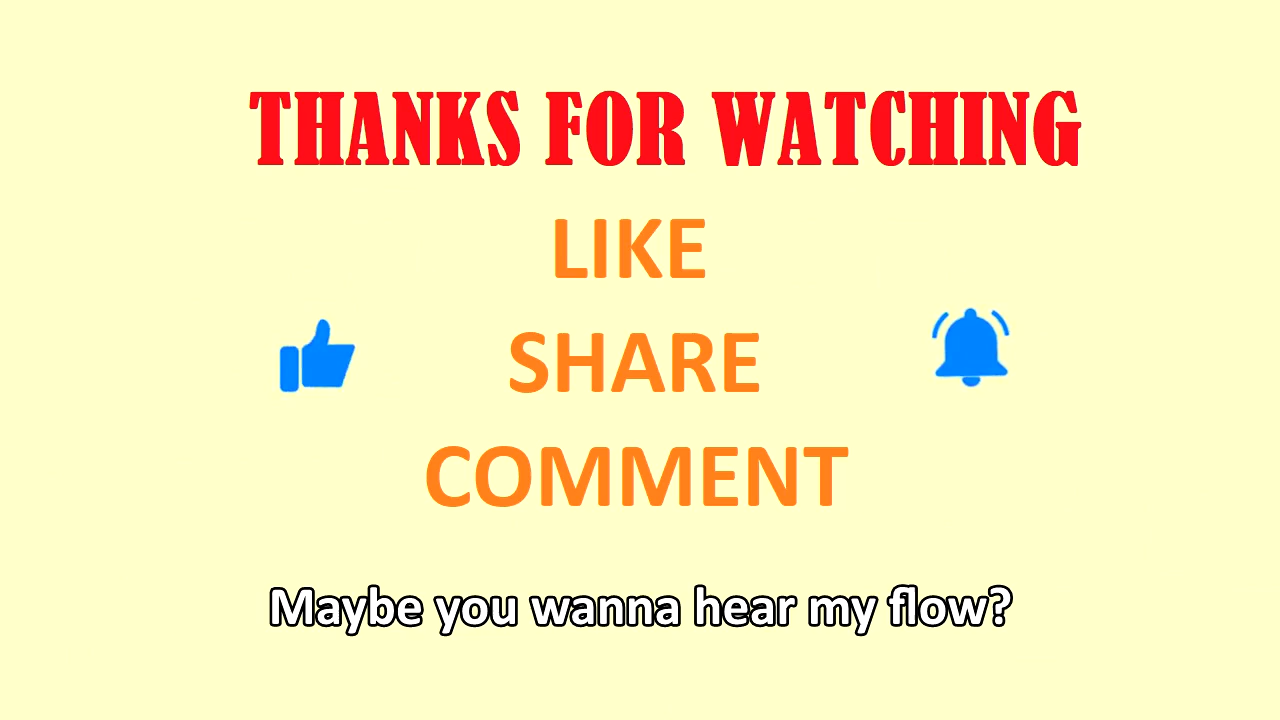 THANKS FOR WATCHING
LIKE
SHARE
COMMENT
Maybe you wanna hear my flow?